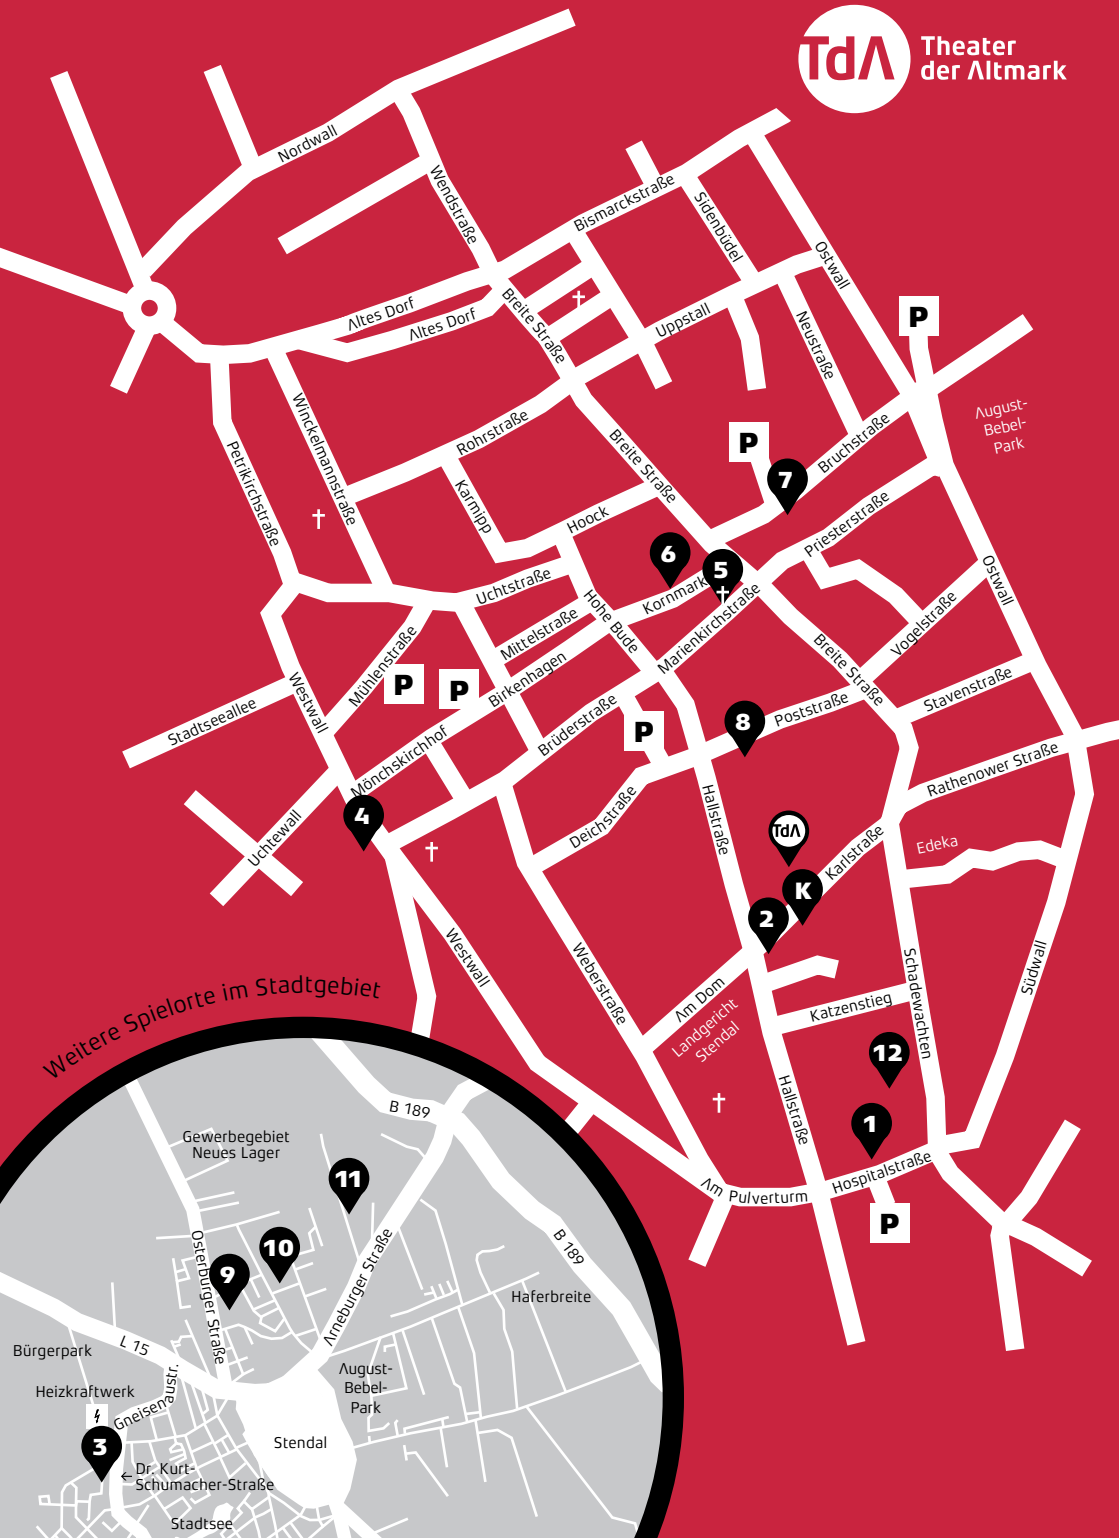 TdA Theater
der Altmark
Nordwall
Wendstraße
Bismarckstraße
Sidenbüdel
Ostwall
Altes Dorf
Altes Dorf
Breite Straße
Uppstall
Neustraße
P
August-
Bebel-
Park
Winckelmannstraße
Petrikirchstraße
Rohrstraße
Karmipp
Breite Straße
P
Bruchstraße
7
Hoock
Priesterstraße
6
5
Uchtstraße
Kornmarkt
Hohe Bude
Mittelstraße
Marienkirchstraße
Ostwall
Vogelstraße
Mühlenstraße
Birkenhagen
Breite Straße
Westwall
P
P
Stadtseeallee
Stavenstraße
Brüderstraße
P
8
Poststraße
Mönchskirchhof
Rathenower Straße
4
Uchtewall
Deichstraße
Hallstraße
TdA
Karlstraße
Edeka
K
2
Westwall
Weberstraße
Am Dom
Landgericht
Stendal
Katzenstieg
Schadewachten
Südwall
12
Hallstraße
1
Am Pulverturm
Hospitalstraße
P
Weitere Spielorte im Stadtgebiet
B 189
Gewerbegebiet
Neues Lager
11
10
9
Osterburger Straße
Arneburger Straße
B 189
Haferbreite
L 15
Bürgerpark
Heizkraftwerk
Gneisenaustr.
August-
Bebel-
Park
3
Stendal
← Dr. Kurt-
Schumacher-Straße
Stadtsee